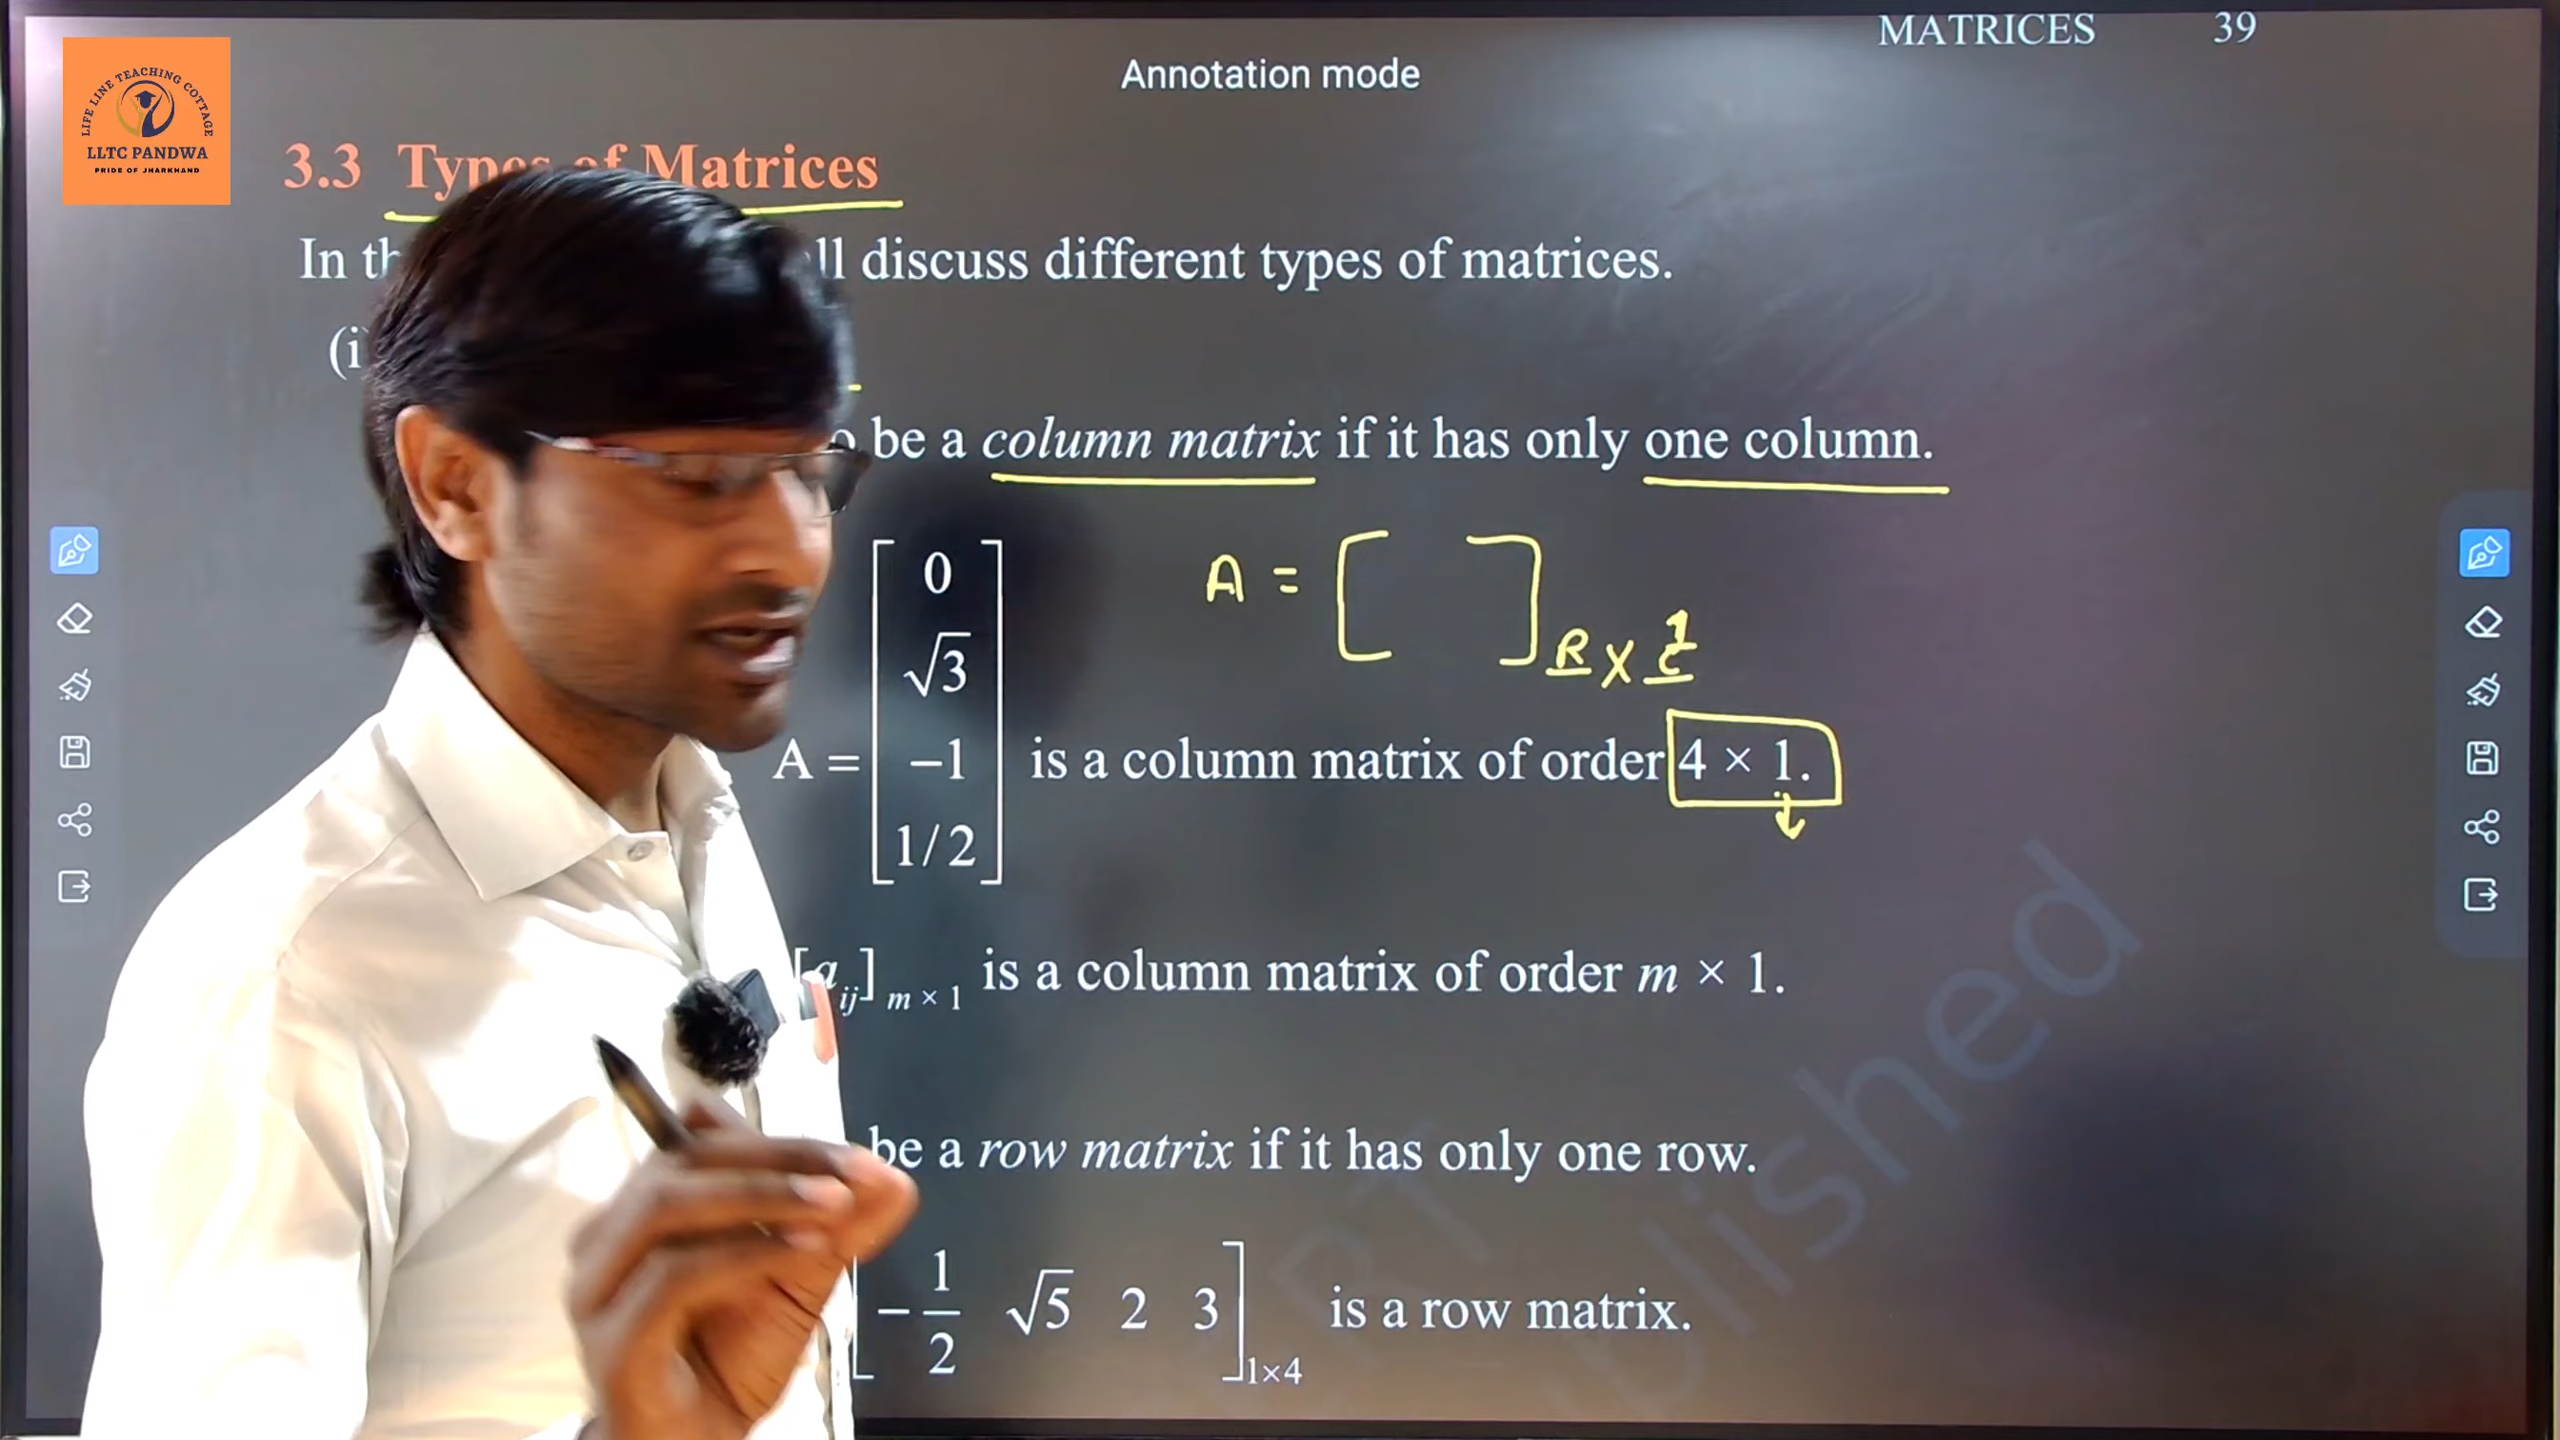 MATRICES 39
Annotation mode
LIFE LINE TEACHING COTTAGE
LLTC PANDWA
PRIDE OF JHARKHAND
3.3 Types of Matrices
In ll discuss different types of matrices.
(i
be a column matrix if it has only one column.
A = [ ] R × 1
A = [ 0 √3 −1 1/2 ] is a column matrix of order 4 × 1.
[a ij] m × 1 is a column matrix of order m × 1.
be a row matrix if it has only one row.
[ − 1/2 √5 2 3 ] 1×4 is a row matrix.
lished